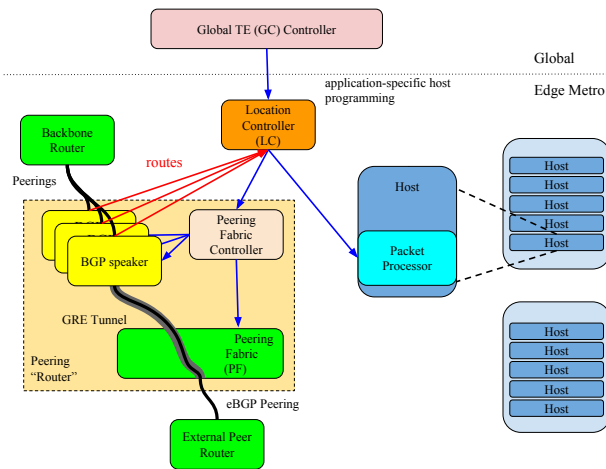 Global TE (GC) Controller
Global
Edge Metro
application-specific host
programming
Location
Controller
(LC)
Backbone
Router
routes
Peerings
Peering
Fabric
Controller
BGP speaker
GRE Tunnel
Peering
Fabric
(PF)
Peering
“Router”
eBGP Peering
External Peer
Router
Host
Packet
Processor
Host
Host
Host
Host
Host
Host
Host
Host
Host
Host